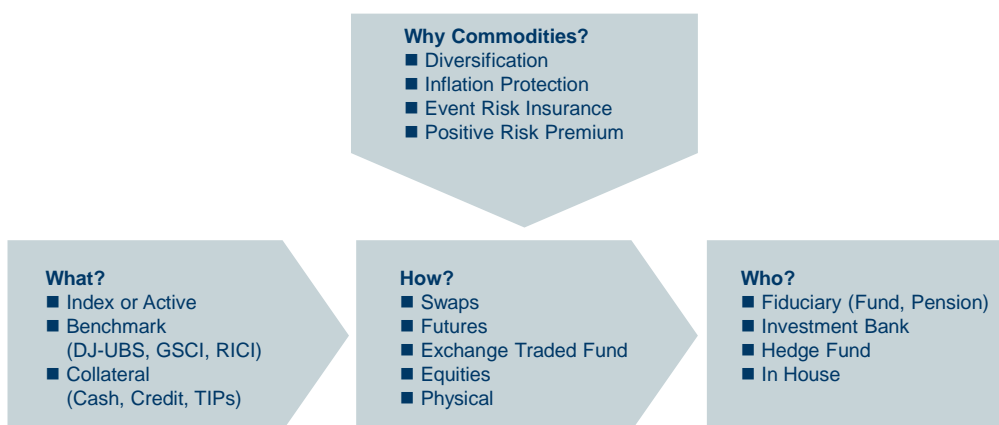 Why Commodities?
■ Diversification
■ Inflation Protection
■ Event Risk Insurance
■ Positive Risk Premium
What?
■ Index or Active
■ Benchmark
(DJ-UBS, GSCI, RICI)
■ Collateral
(Cash, Credit, TIPs)
How?
■ Swaps
■ Futures
■ Exchange Traded Fund
■ Equities
■ Physical
Who?
■ Fiduciary (Fund, Pension)
■ Investment Bank
■ Hedge Fund
■ In House